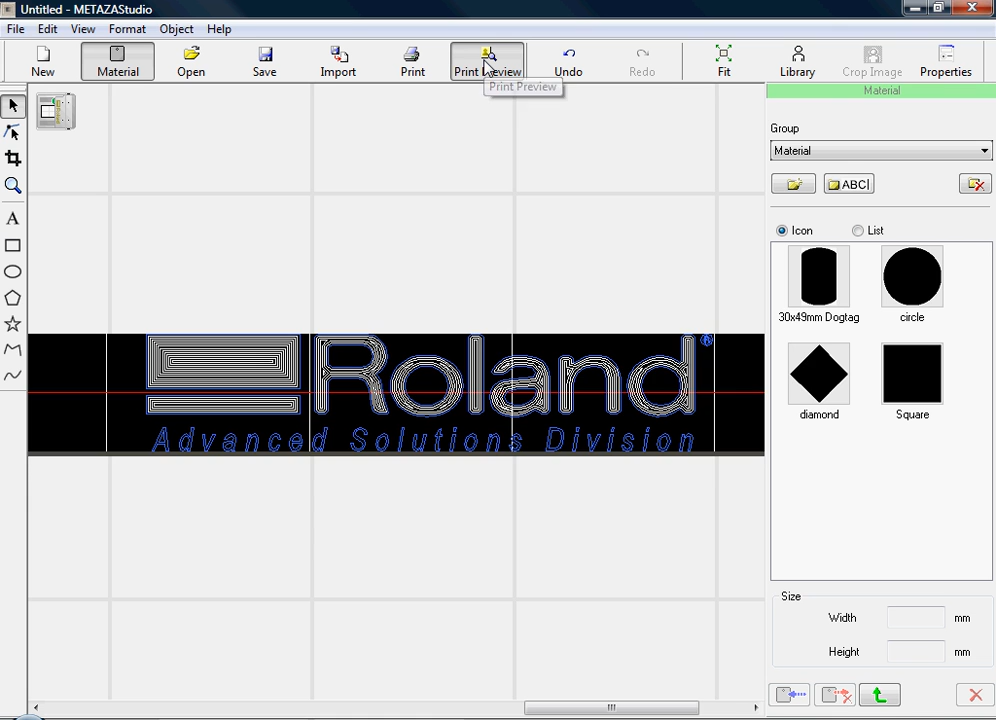 Untitled - METAZAStudio
File Edit View Format Object Help
New Material Open Save Import Print Print Preview Undo Redo Fit Library Crop Image Properties
Print Preview
Material
Group
Material
ABC
Icon List
30x49mm Dogtag circle
diamond Square
Roland®
Advanced Solutions Division
Size
Width mm
Height mm